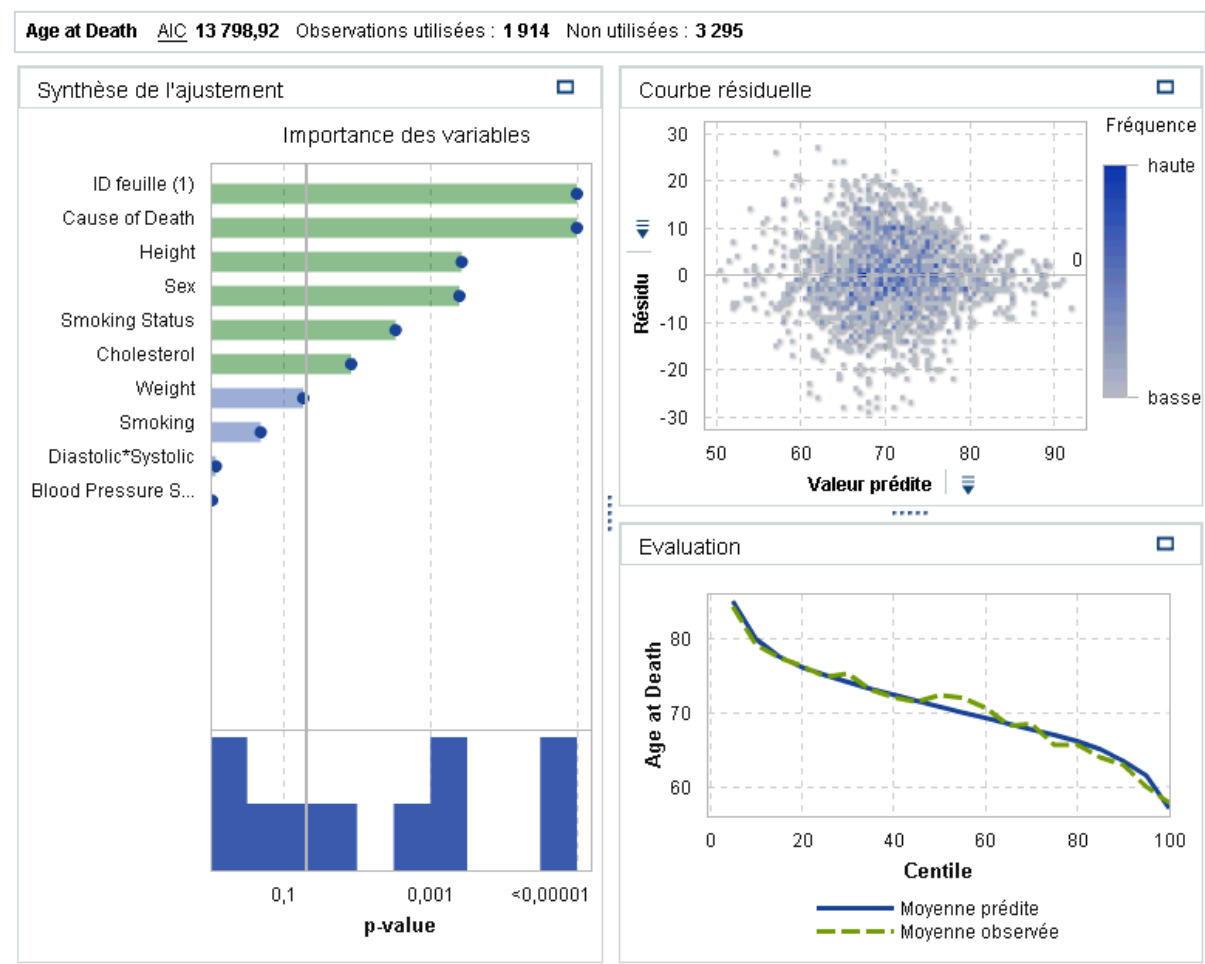 Age at Death AIC 13 798,92 Observations utilisées : 1 914 Non utilisées : 3 295
Synthèse de l'ajustement
Importance des variables
ID feuille (1)
Cause of Death
Height
Sex
Smoking Status
Cholesterol
Weight
Smoking
Diastolic*Systolic
Blood Pressure S...
0,1 0,001 <0,00001
p-value
Courbe résiduelle
Fréquence
haute
basse
30
20
10
0
-10
-20
-30
0
Résidu
50 60 70 80 90
Valeur prédite
Evaluation
80
70
60
Age at Death
0 20 40 60 80 100
Centile
Moyenne prédite
Moyenne observée